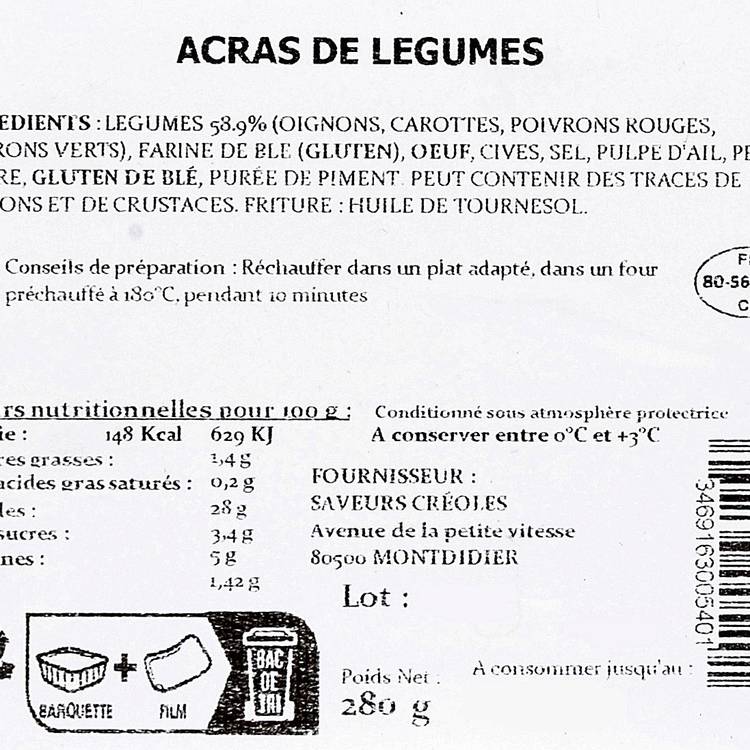 ACRAS DE LEGUMES
EDIENTS : LEGUMES 58.9% (OIGNONS, CAROTTES, POIVRONS ROUGES,
RONS VERTS), FARINE DE BLE (GLUTEN), OEUF, CIVES, SEL, PULPE D'AIL, PE
RE, GLUTEN DE BLÉ, PURÉE DE PIMENT. PEUT CONTENIR DES TRACES DE
ONS ET DE CRUSTACES. FRITURE : HUILE DE TOURNESOL.
Conseils de préparation : Réchauffer dans un plat adapté, dans un four
préchauffé à 180°C, pendant 10 minutes
F
80-56
C
rs nutritionnelles pour 100 g :
ie : 148 Kcal 629 KJ
res grasses : 1,4 g
acides gras saturés : 0,2 g
les : 28 g
sucres : 3,4 g
nes : 5 g
1,42 g
Conditionné sous atmosphère protectrice
A conserver entre 0°C et +3°C
FOURNISSEUR :
SAVEURS CRÉOLES
Avenue de la petite vitesse
80500 MONTDIDIER
Lot :
3469163005401
Poids Net :
280 g
A consommer jusqu'au :
BARQUETTE
+
FILM
BAC
DE
TRI